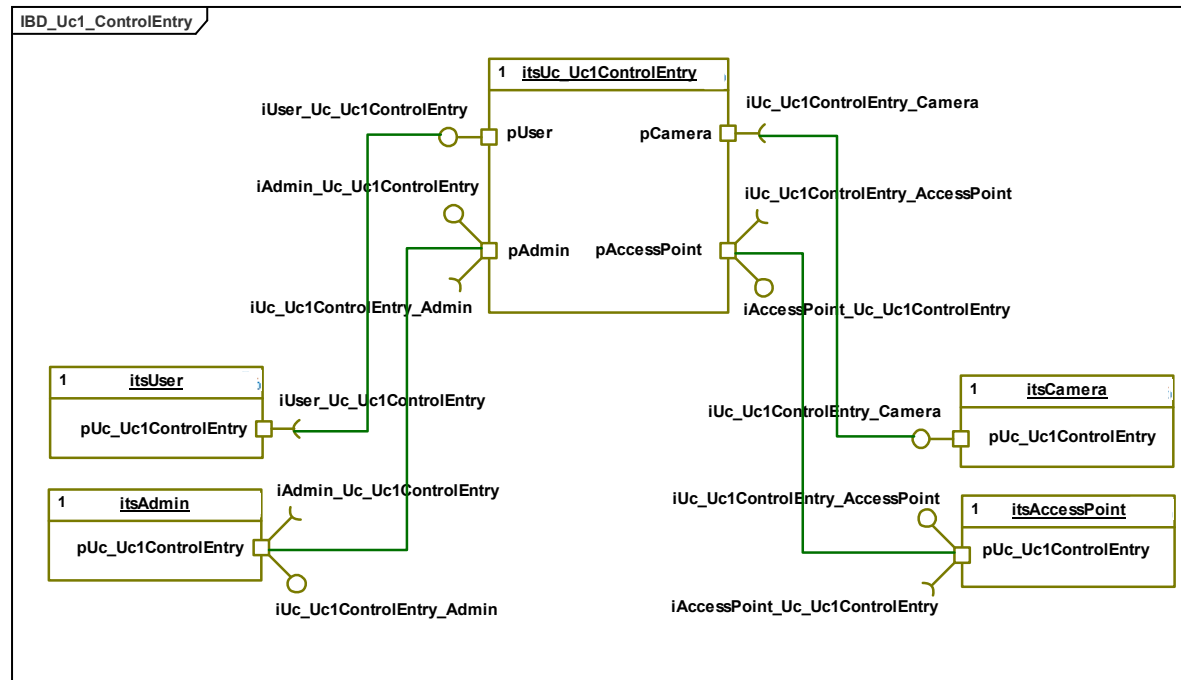 IBD_Uc1_ControlEntry
1 itsUc_Uc1ControlEntry
iUser_Uc_Uc1ControlEntry
iUc_Uc1ControlEntry_Camera
pUser
pCamera
iAdmin_Uc_Uc1ControlEntry
iUc_Uc1ControlEntry_AccessPoint
pAdmin
pAccessPoint
iUc_Uc1ControlEntry_Admin
iAccessPoint_Uc_Uc1ControlEntry
1 itsUser
pUc_Uc1ControlEntry
iUser_Uc_Uc1ControlEntry
1 itsCamera
iUc_Uc1ControlEntry_Camera
pUc_Uc1ControlEntry
1 itsAdmin
iAdmin_Uc_Uc1ControlEntry
pUc_Uc1ControlEntry
iUc_Uc1ControlEntry_Admin
iUc_Uc1ControlEntry_AccessPoint
1 itsAccessPoint
pUc_Uc1ControlEntry
iAccessPoint_Uc_Uc1ControlEntry